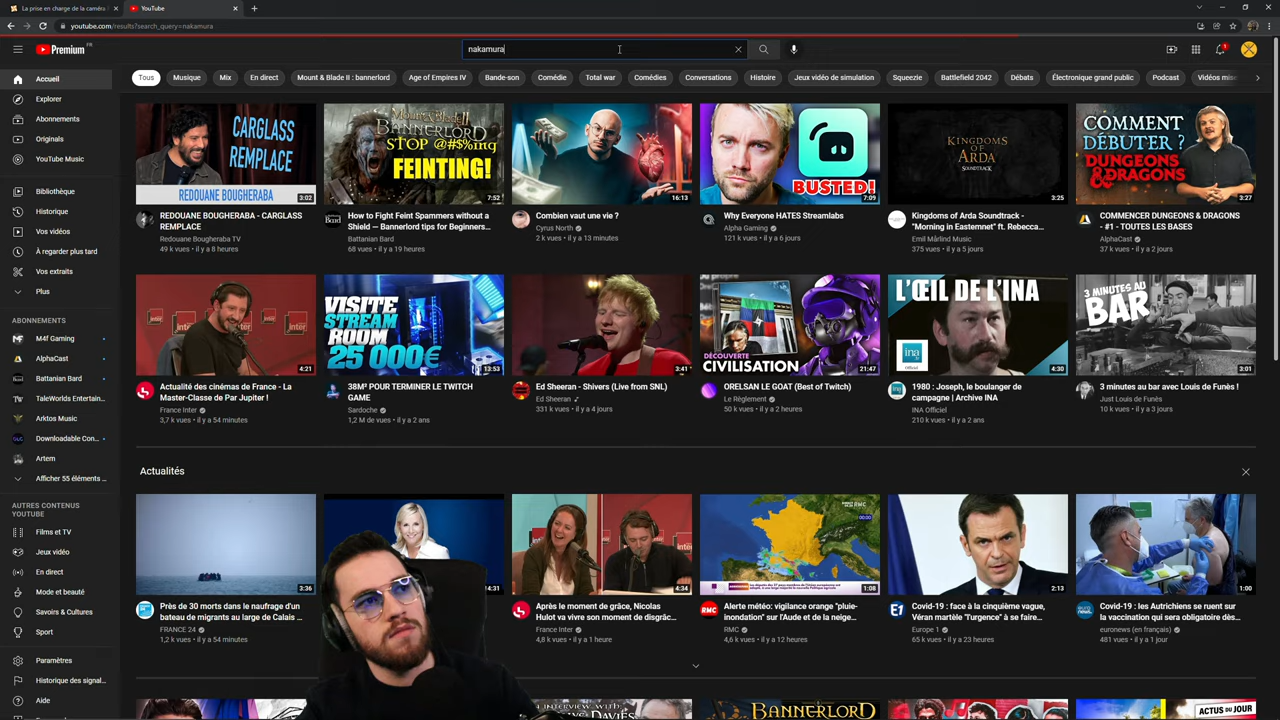 La prise en charge de la caméra
YouTube
youtube.com/results?search_query=nakamura
Premium FR
nakamura
Tous
Musique
Mix
En direct
Mount & Blade II : bannerlord
Age of Empires IV
Bande-son
Comédie
Total war
Comédies
Conversations
Histoire
Jeux vidéo de simulation
Squeezie
Battlefield 2042
Débats
Électronique grand public
Podcast
Accueil
Explorer
Abonnements
Originals
YouTube Music
Bibliothèque
Historique
Vos vidéos
À regarder plus tard
Vos extraits
Plus
ABONNEMENTS
M4f Gaming
AlphaCast
Battanian Bard
TaleWorlds Entertain...
Arktos Music
Downloadable Con...
Artem
Afficher 55 éléments ...
AUTRES CONTENUS
YOUTUBE
Films et TV
Jeux vidéo
En direct
Mode et beauté
Savoirs & Cultures
Sport
Paramètres
Historique des signal...
Aide
CARGLASS
REMPLACE
REDOUANE BOUGHERABA
3:02
REDOUANE BOUGHERABA - CARGLASS
REMPLACE
Redouane Bougheraba TV
49 k vues • il y a 8 heures
MOUNT & BLADE II
BANNERLORD
STOP @#$%ing
FEINTING!
7:52
How to Fight Feint Spammers without a
Shield — Bannerlord tips for Beginners...
Battanian Bard
68 vues • il y a 19 heures
16:13
Combien vaut une vie ?
Cyrus North
2 k vues • il y a 13 minutes
BUSTED!
7:09
Why Everyone HATES Streamlabs
Alpha Gaming
121 k vues • il y a 6 jours
KINGDOMS
OF
ARDA
SOUNDTRACK
3:25
Kingdoms of Arda Soundtrack -
"Morning in Eastemnet" ft. Rebecca...
Emil Mårlind Music
375 vues • il y a 5 jours
COMMENT
DÉBUTER ?
DUNGEONS
& DRAGONS
3:27
COMMENCER DUNGEONS & DRAGONS
- #1 - TOUTES LES BASES
AlphaCast
37 k vues • il y a 2 jours
inter
4:21
Actualité des cinémas de France - La
Master-Classe de Par Jupiter !
France Inter
3,7 k vues • il y a 54 minutes
VISITE
STREAM
ROOM
25 000€
13:53
38M² POUR TERMINER LE TWITCH
GAME
Sardoche
1,2 M de vues • il y a 2 ans
3:41
Ed Sheeran - Shivers (Live from SNL)
Ed Sheeran
331 k vues • il y a 4 jours
DÉCOUVERTE
CIVILISATION
21:47
ORELSAN LE GOAT (Best of Twitch)
Le Règlement
50 k vues • il y a 2 heures
L'ŒIL DE L'INA
ina
Officiel
4:30
1980 : Joseph, le boulanger de
campagne | Archive INA
INA Officiel
210 k vues • il y a 2 ans
3 MINUTES AU
BAR
3:01
3 minutes au bar avec Louis de Funès !
Just Louis de Funès
10 k vues • il y a 3 jours
Actualités
3:36
Près de 30 morts dans le naufrage d'un
bateau de migrants au large de Calais ...
FRANCE 24
1,2 k vues • il y a 54 minutes
14:31
4:34
Après le moment de grâce, Nicolas
Hulot va vivre son moment de disgrâc...
France Inter
4,8 k vues • il y a 1 heure
RMC
1:08
Alerte météo: vigilance orange "pluie-
inondation" sur l'Aude et de la neige...
RMC
4,6 k vues • il y a 12 heures
2:13
Covid-19 : face à la cinquième vague,
Véran martèle "l'urgence" à se faire...
Europe 1
65 k vues • il y a 23 heures
1:00
Covid-19 : les Autrichiens se ruent sur
la vaccination qui sera obligatoire dès...
euronews (en français)
481 vues • il y a 1 jour
BANNERLORD
ACTUS DU JOUR